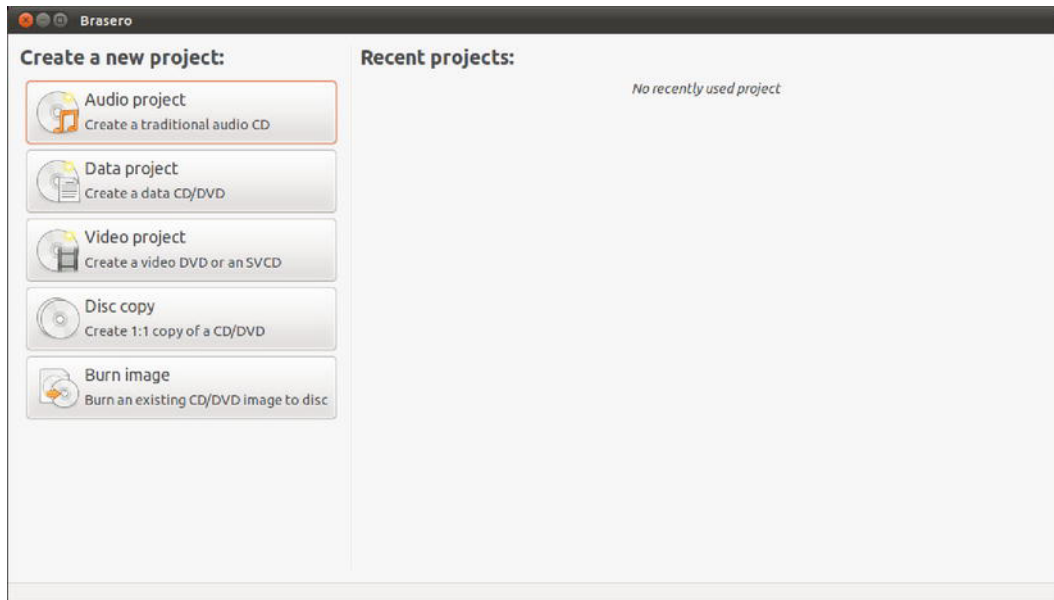 Brasero
Create a new project:
Audio project
Create a traditional audio CD
Data project
Create a data CD/DVD
Video project
Create a video DVD or an SVCD
Disc copy
Create 1:1 copy of a CD/DVD
Burn image
Burn an existing CD/DVD image to disc
Recent projects:
No recently used project